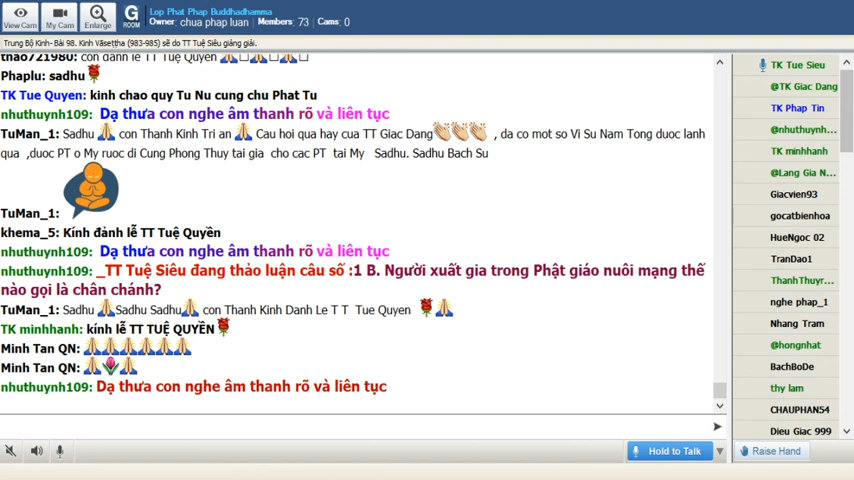 Lop Phat Phap Buddhadhamma
Owner: chua phap luan Members: 73 Cams: 0
View Cam My Cam Enlarge G ROOM
Trung Bộ Kinh- Bài 98. Kinh Vāseṭṭha (983-985) sẽ do TT Tuệ Siêu giảng giải.
thao721980: con đảnh lễ TT Tuệ Quyền
Phaplu: sadhu
TK Tue Quyen: kinh chao quy Tu Nu cung chu Phat Tu
nhuthuynh109: Dạ thưa con nghe âm thanh rõ và liên tục
TuMan_1: Sadhu con Thanh Kinh Tri an Cau hoi qua hay cua TT Giac Dang , da co mot so Vi Su Nam Tong duoc lanh
qua ,duoc PT o My ruoc di Cung Phong Thuy tai gia cho cac PT tai My Sadhu. Sadhu Bach Su
TuMan_1:
khema_5: Kính đảnh lễ TT Tuệ Quyền
nhuthuynh109: Dạ thưa con nghe âm thanh rõ và liên tục
nhuthuynh109: _TT Tuệ Siêu đang thảo luận câu số :1 B. Người xuất gia trong Phật giáo nuôi mạng thế
nào gọi là chân chánh?
TuMan_1: Sadhu Sadhu Sadhu con Thanh Kinh Danh Le T T Tue Quyen
TK minhhanh: kính lễ TT TUỆ QUYỀN
Minh Tan QN:
Minh Tan QN:
nhuthuynh109: Dạ thưa con nghe âm thanh rõ và liên tục
TK Tue Sieu
@TK Giac Dang
TK Phap Tin
@nhuthuynh...
TK minhhanh
@Lang Gia N...
Giacvien93
gocatbienhoa
HueNgoc 02
TranDao1
ThanhThuyr...
nghe phap_1
Nhang Tram
@hongnhat
BachBoDe
thy lam
CHAUPHAN54
Dieu Giac 999
Hold to Talk
Raise Hand